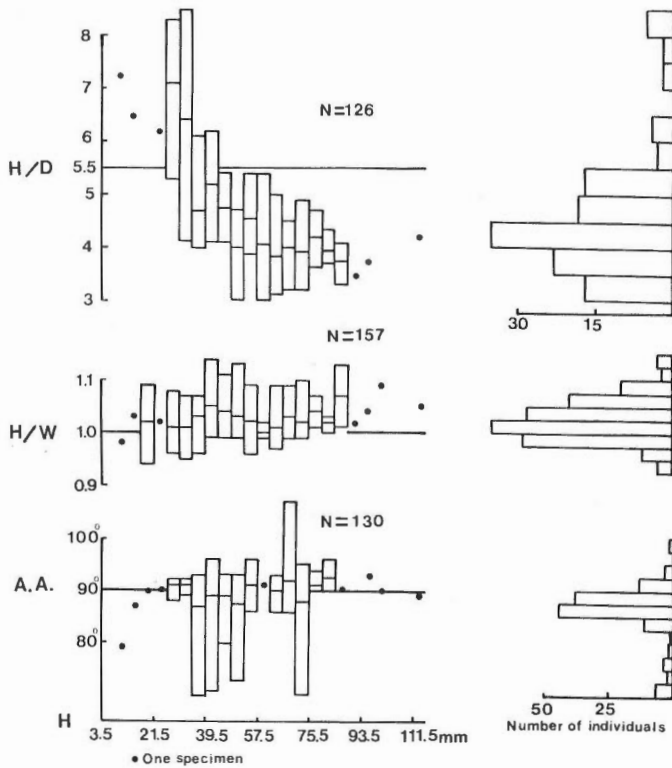 8
7
6
5.5
5
4
3
H/D
N=126
30 15
N=157
1.1
1.0
0.9
H/W
N=130
100°
90°
80°
A.A.
H
3.5 21.5 39.5 57.5 75.5 93.5 111.5
mm
• One specimen
50 25
Number of individuals